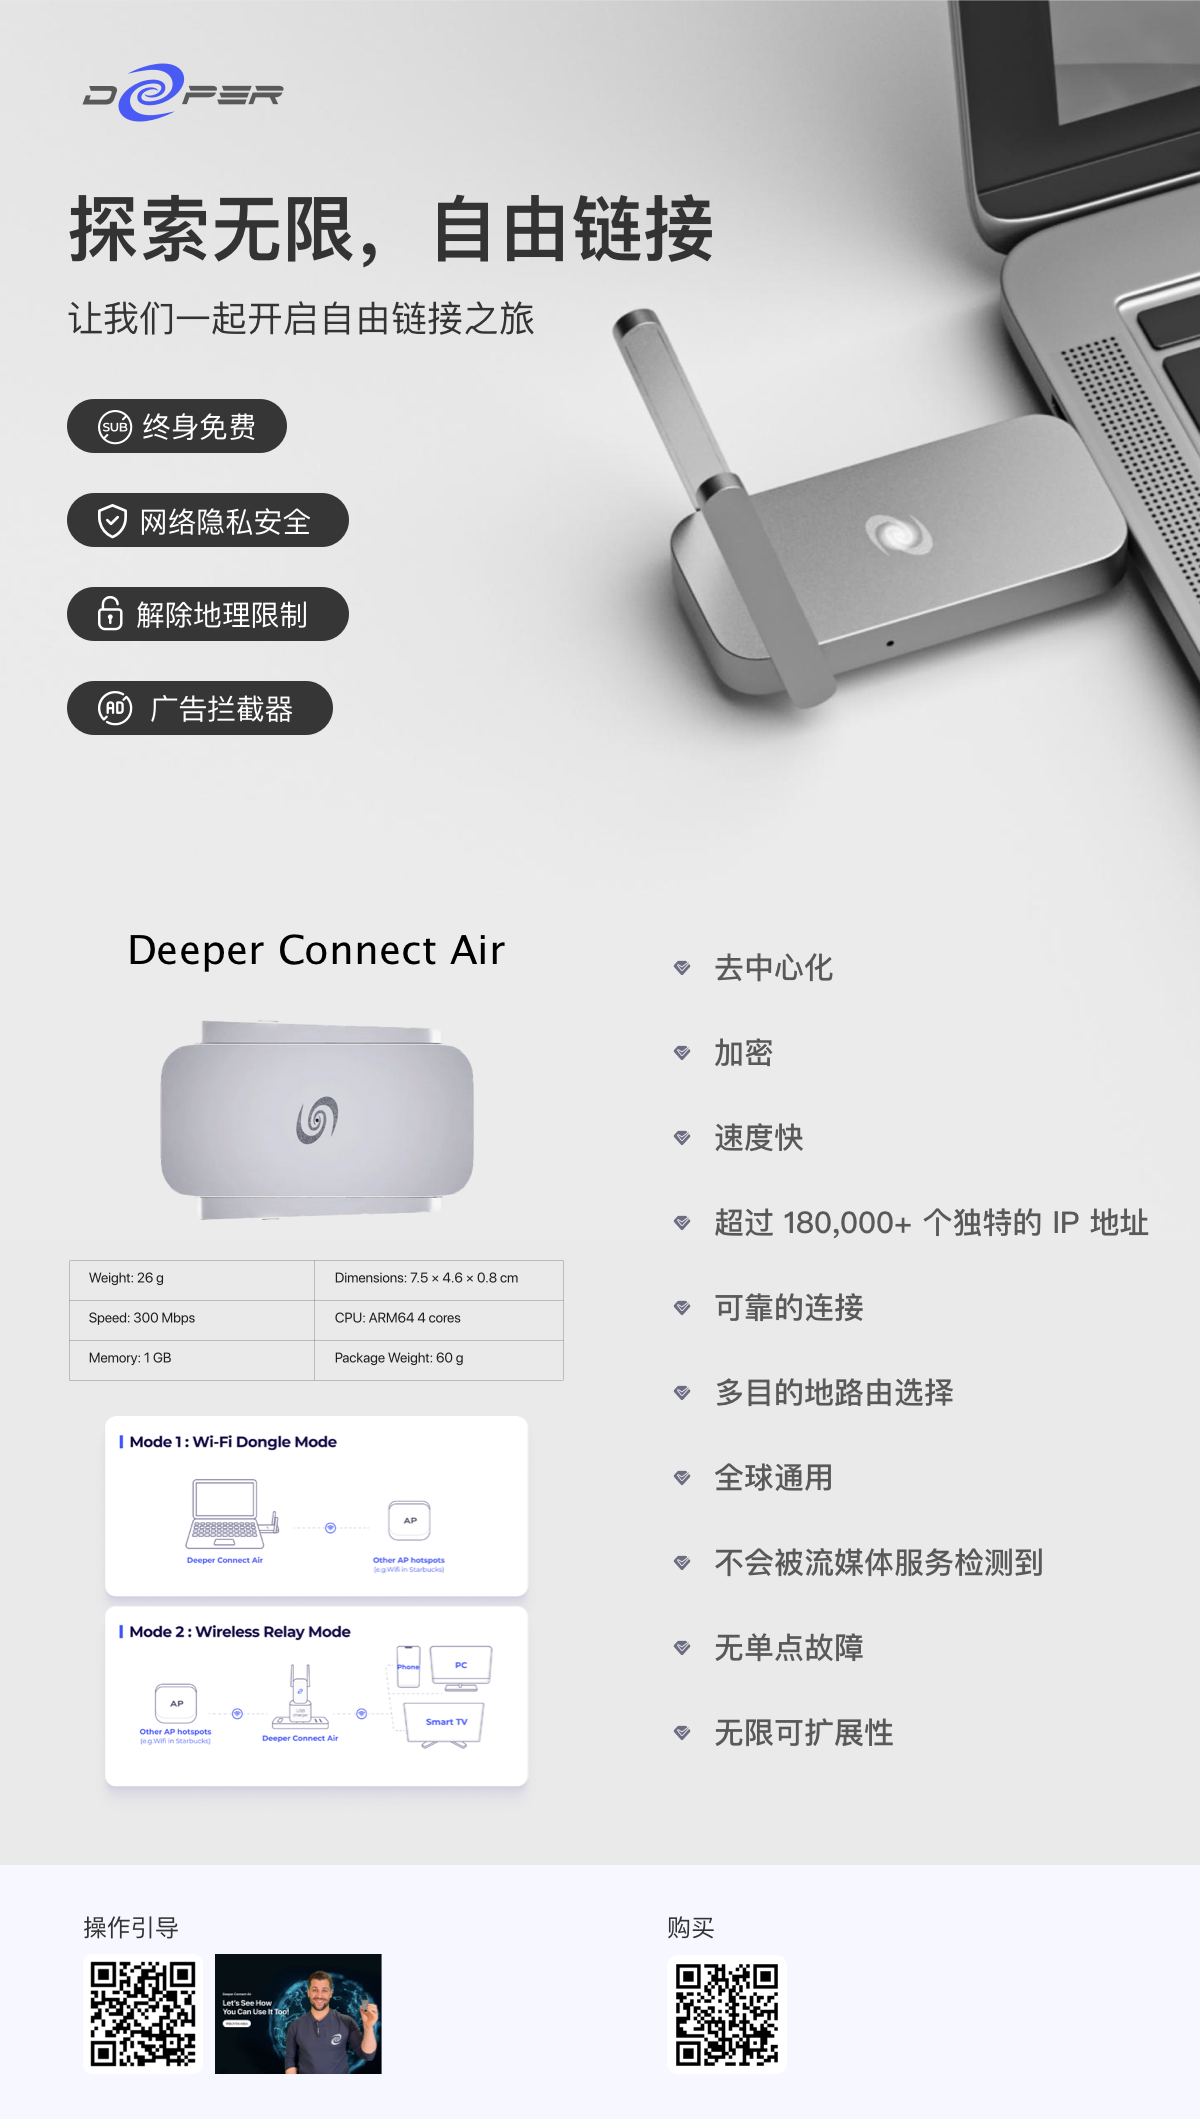 DEEPER
探索无限，自由链接
让我们一起开启自由链接之旅
SUB 终身免费
网络隐私安全
解除地理限制
AD 广告拦截器
Deeper Connect Air
Weight: 26 g
Dimensions: 7.5 × 4.6 × 0.8 cm
Speed: 300 Mbps
CPU: ARM64 4 cores
Memory: 1 GB
Package Weight: 60 g
Mode 1 : Wi-Fi Dongle Mode
AP
Deeper Connect Air
Other AP hotspots
(e.g.Wifi in Starbucks)
Mode 2 : Wireless Relay Mode
Phone
PC
AP
USB
charger
Smart TV
Other AP hotspots
(e.g.Wifi in Starbucks)
Deeper Connect Air
去中心化
加密
速度快
超过 180,000+ 个独特的 IP 地址
可靠的连接
多目的地路由选择
全球通用
不会被流媒体服务检测到
无单点故障
无限可扩展性
操作引导
Deeper Connect Air
Let's See How
You Can Use It Too!
购买